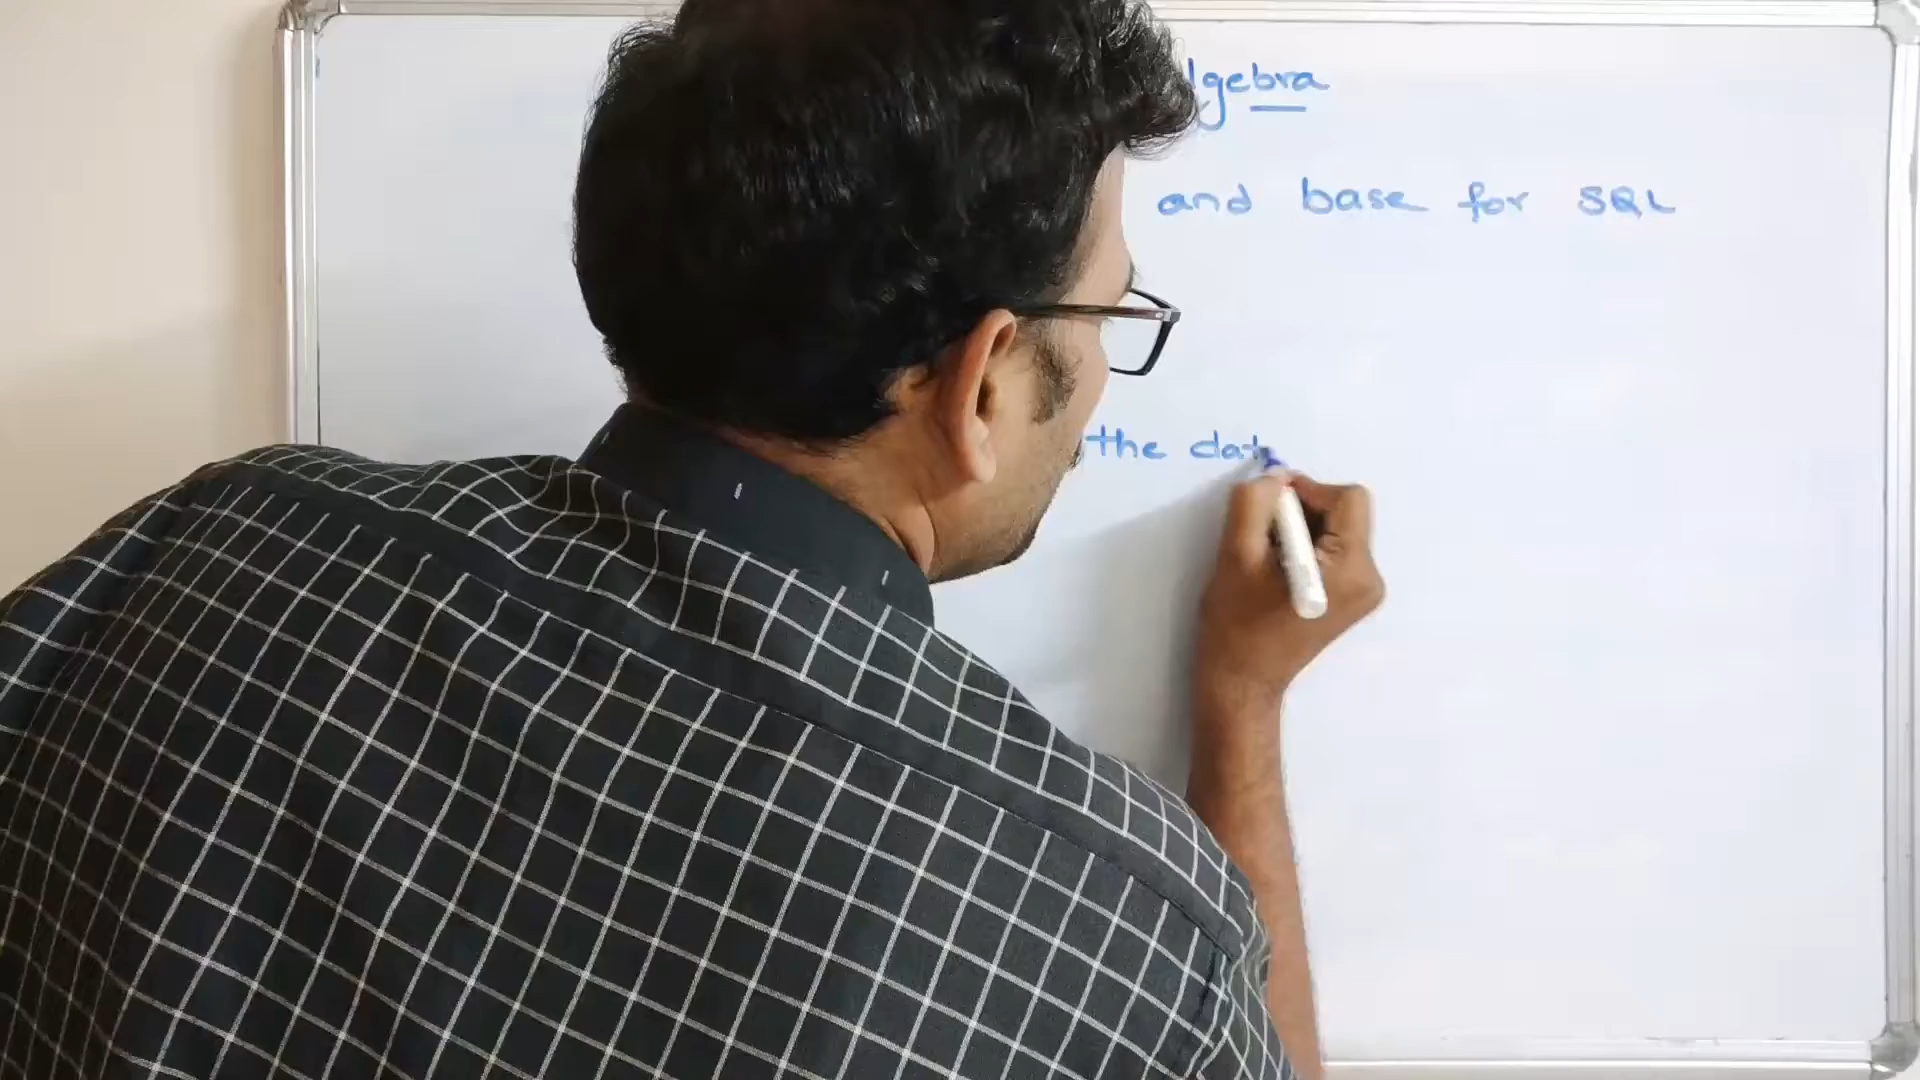 lgebra
and base for SQL
the dat